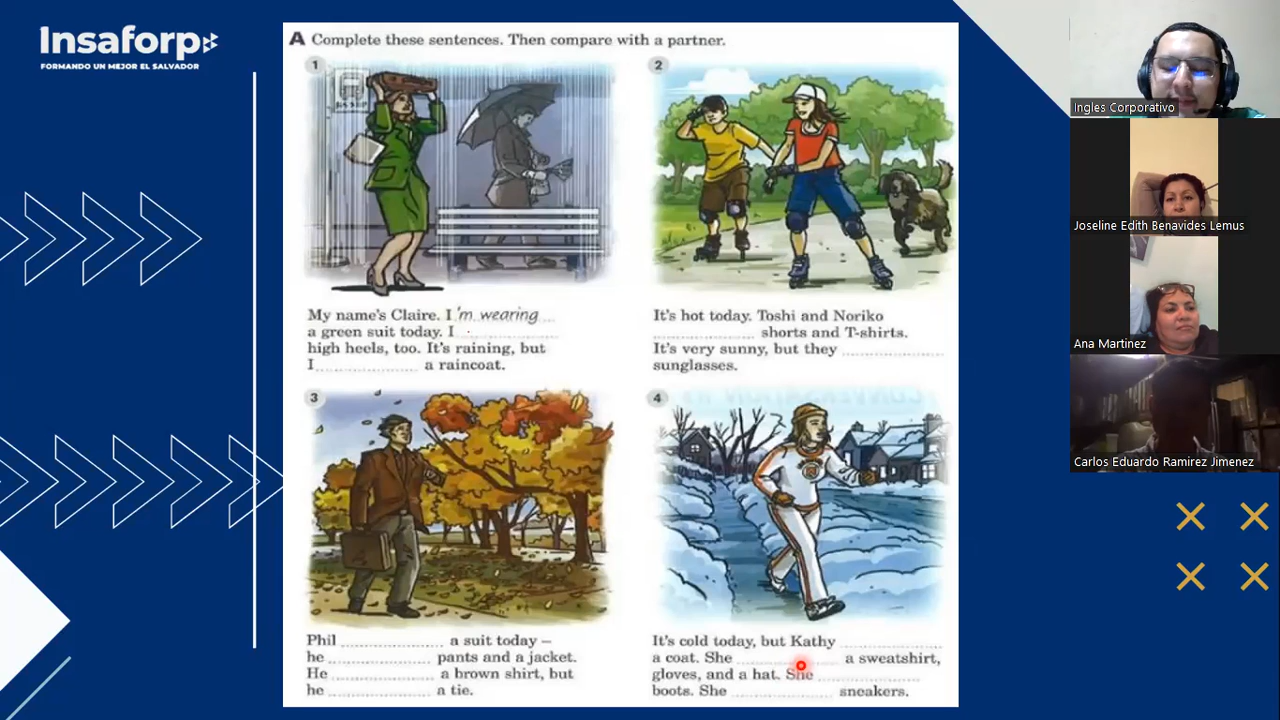 Insaforp
FORMANDO UN MEJOR EL SALVADOR
A Complete these sentences. Then compare with a partner.
1
2
My name's Claire. I 'm wearing
a green suit today. I
high heels, too. It's raining, but
I a raincoat.
It's hot today. Toshi and Noriko
shorts and T-shirts.
It's very sunny, but they
sunglasses.
3
4
Phil a suit today –
he pants and a jacket.
He a brown shirt, but
he a tie.
It's cold today, but Kathy
a coat. She a sweatshirt,
gloves, and a hat. She
boots. She sneakers.
Ingles Corporativo
Joseline Edith Benavides Lemus
Ana Martinez
Carlos Eduardo Ramirez Jimenez